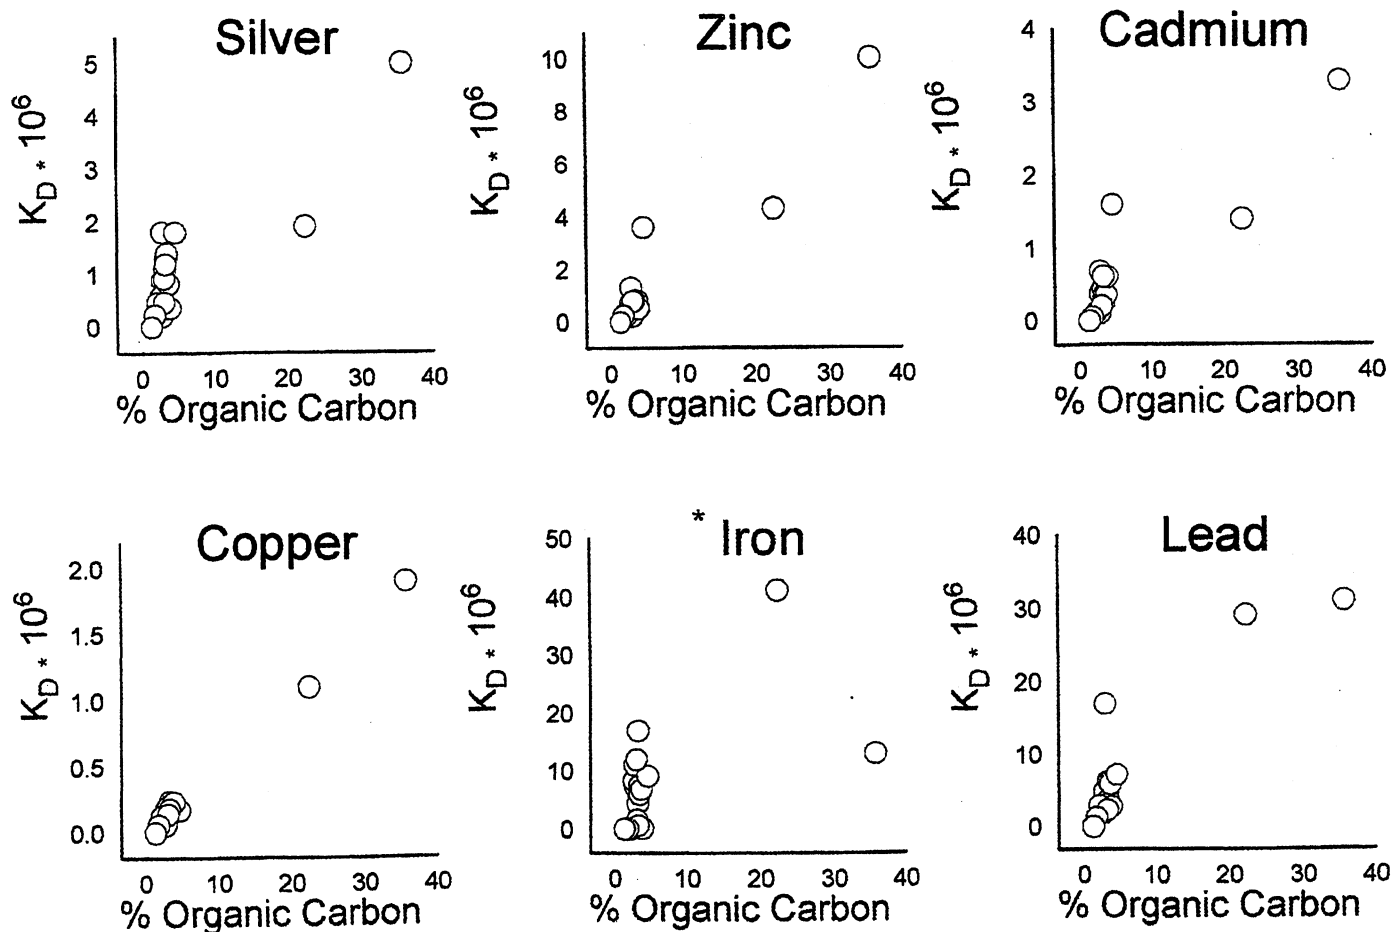 Silver
K_D * 10^6
5
4
3
2
1
0
0 10 20 30 40
% Organic Carbon
Zinc
K_D * 10^6
10
8
6
4
2
0
0 10 20 30 40
% Organic Carbon
Cadmium
K_D * 10^6
4
3
2
1
0
0 10 20 30 40
% Organic Carbon
Copper
K_D * 10^6
2.0
1.5
1.0
0.5
0.0
0 10 20 30 40
% Organic Carbon
* Iron
K_D * 10^6
50
40
30
20
10
0
0 10 20 30 40
% Organic Carbon
Lead
K_D * 10^6
40
30
20
10
0
0 10 20 30 40
% Organic Carbon